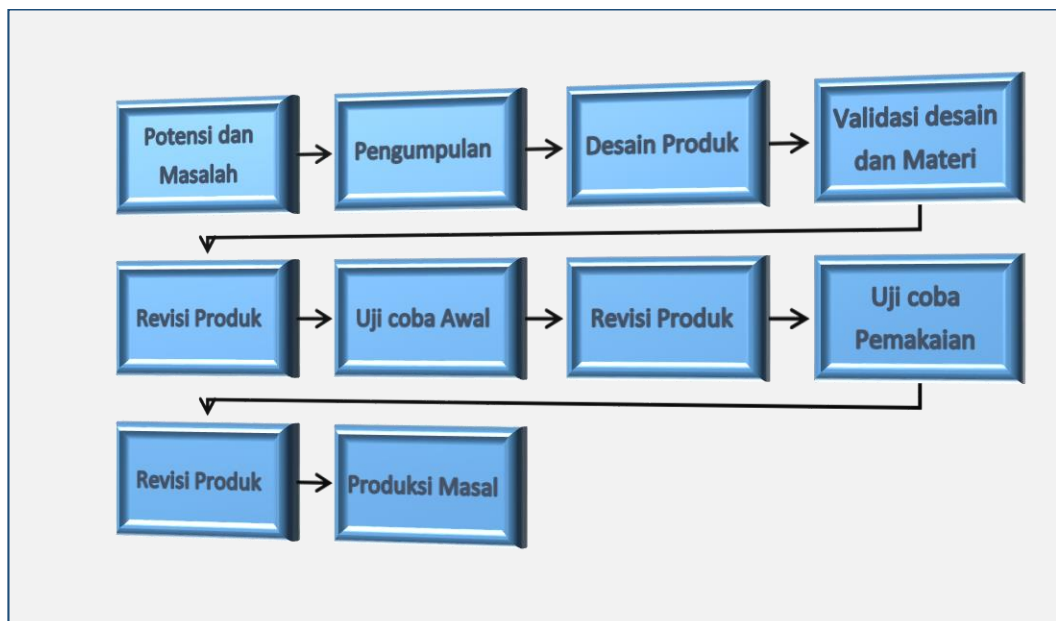 Potensi dan
Masalah
Pengumpulan
Desain Produk
Validasi desain
dan Materi
Revisi Produk
Uji coba Awal
Revisi Produk
Uji coba
Pemakaian
Revisi Produk
Produksi Masal